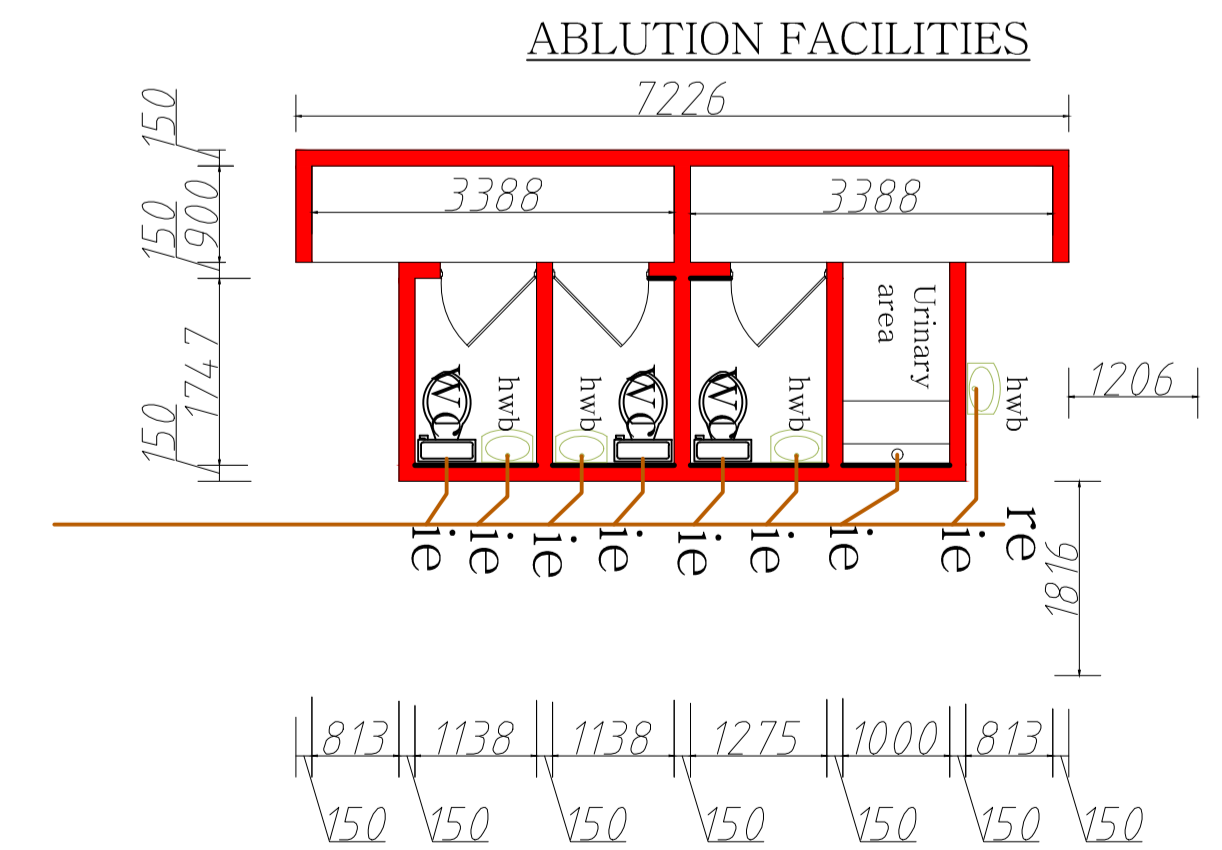 ABLUTION FACILITIES
7226
150
900
150
1747
150
3388
3388
Urinary
area
WC
hwb
hwb
WC
WC
hwb
hwb
1206
ie
ie
ie
ie
ie
ie
ie
ie
re
1816
813
1138
1138
1275
1000
813
150
150
150
150
150
150
150